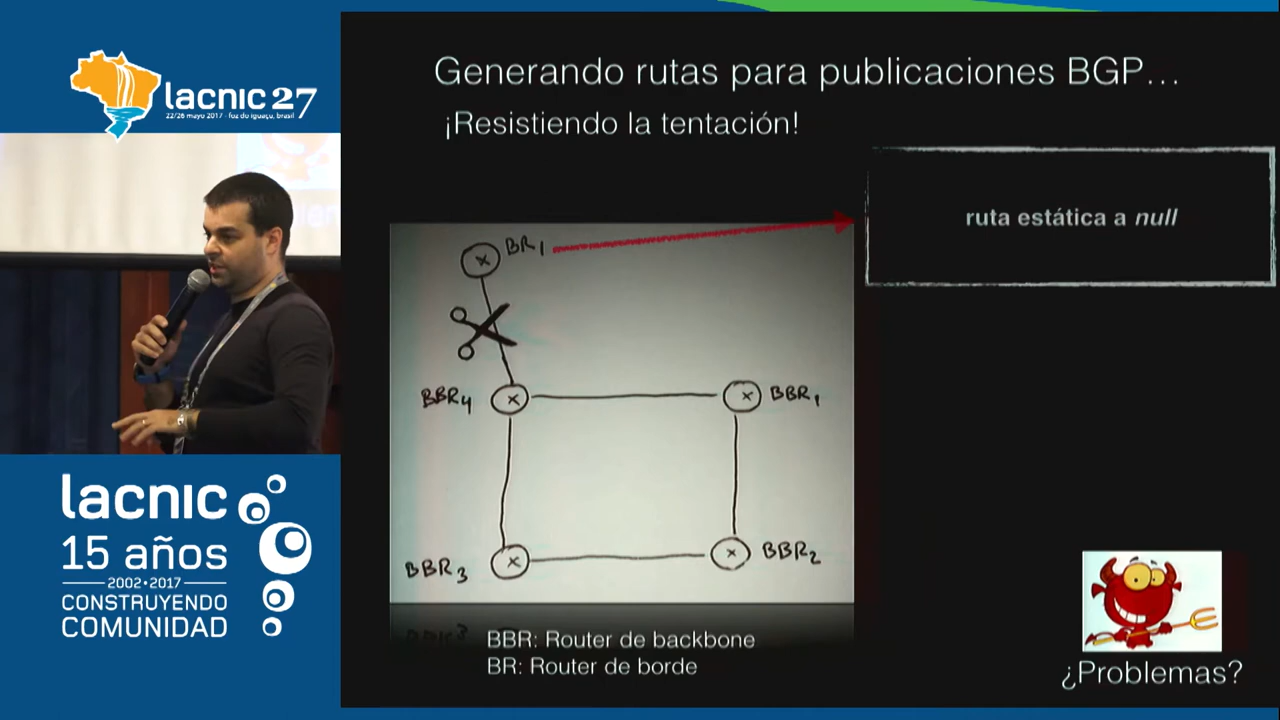 lacnic 27
22/26 mayo 2017 - foz do iguaçu, brasil
Generando rutas para publicaciones BGP...
¡Resistiendo la tentación!
ruta estática a null
BR1
BBR4
BBR1
BBR3
BBR2
BBR: Router de backbone
BR: Router de borde
¿Problemas?
lacnic
15 años
2002•2017
CONSTRUYENDO
COMUNIDAD